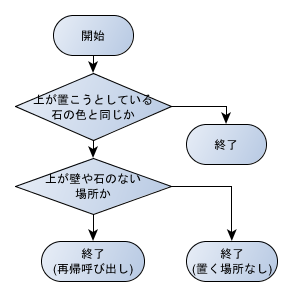 開始
上が置こうとしている
石の色と同じか
終了
上が壁や石のない
場所か
終了
(再帰呼び出し)
終了
(置く場所なし)